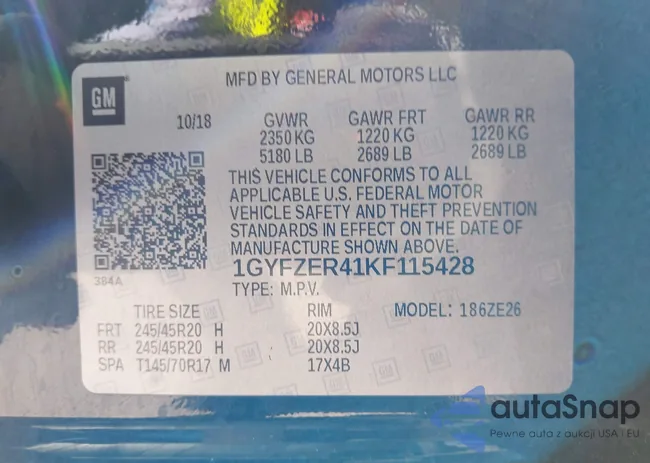 MFD BY GENERAL MOTORS LLC
GM
10/18 GVWR GAWR FRT GAWR RR
2350 KG 1220 KG 1220 KG
5180 LB 2689 LB 2689 LB
THIS VEHICLE CONFORMS TO ALL
APPLICABLE U.S. FEDERAL MOTOR
VEHICLE SAFETY AND THEFT PREVENTION
STANDARDS IN EFFECT ON THE DATE OF
MANUFACTURE SHOWN ABOVE.
1GYFZER41KF115428
384A
TYPE: M.P.V.
TIRE SIZE RIM MODEL: 186ZE26
FRT 245/45R20 H 20X8.5J
RR 245/45R20 H 20X8.5J
SPA T145/70R17 M 17X4B
autaSnap
Pewne auta z aukcji USA i EU